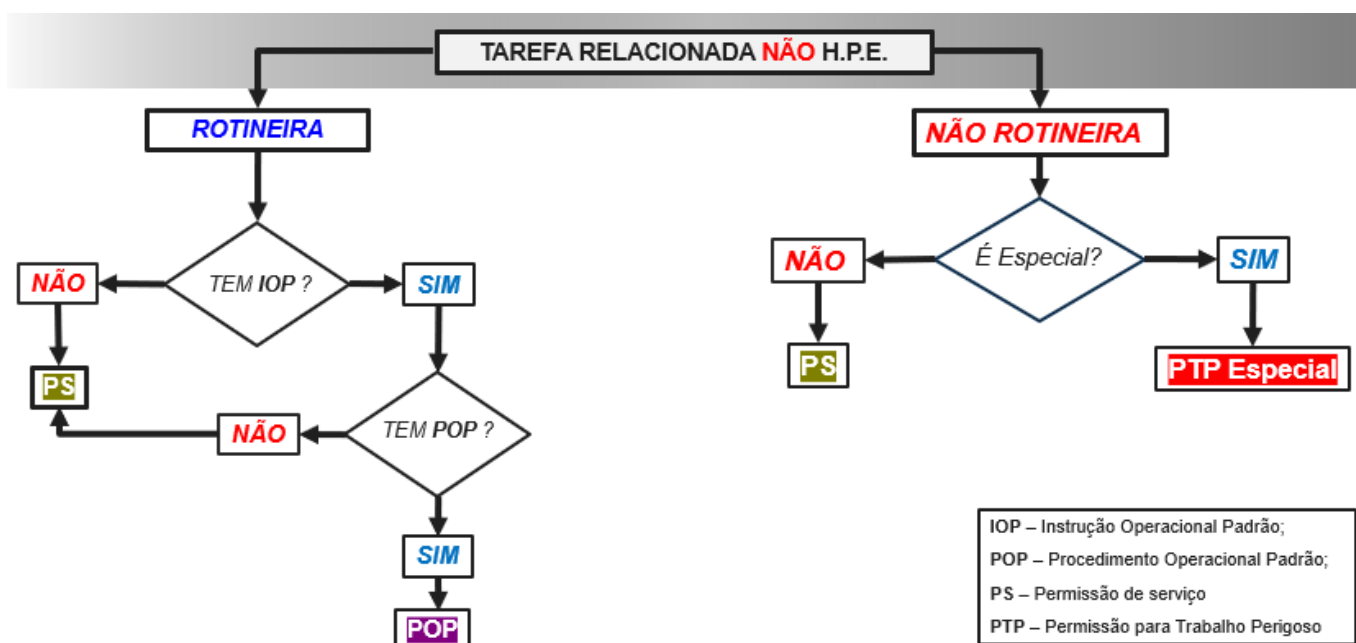 TAREFA RELACIONADA NÃO H.P.E.
ROTINEIRA
NÃO ROTINEIRA
TEM IOP ?
NÃO
SIM
É Especial?
NÃO
SIM
PS
PS
PTP Especial
TEM POP ?
NÃO
SIM
POP
IOP – Instrução Operacional Padrão;
POP – Procedimento Operacional Padrão;
PS – Permissão de serviço
PTP – Permissão para Trabalho Perigoso